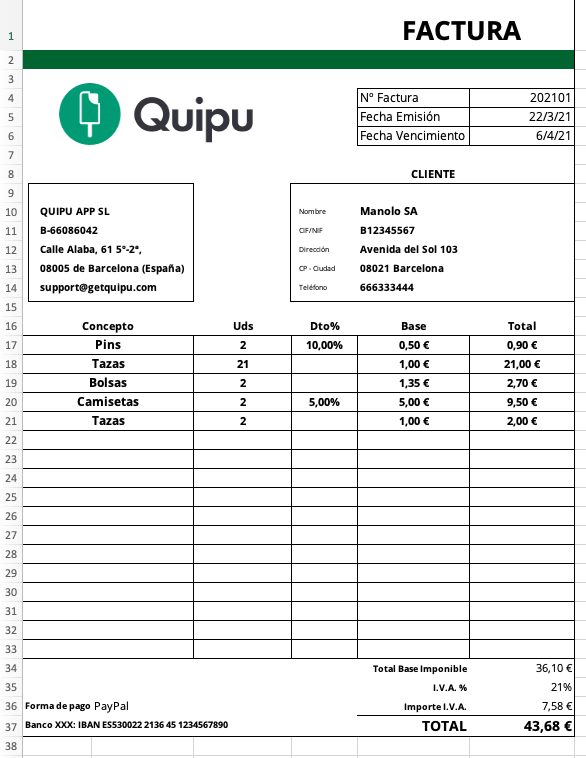 1 FACTURA
2
3
Quipu
4 Nº Factura 202101
5 Fecha Emisión 22/3/21
6 Fecha Vencimiento 6/4/21
7
8 CLIENTE
9
10 QUIPU APP SL Nombre Manolo SA
11 B-66086042 CIF/NIF B12345567
12 Calle Alaba, 61 5º-2ª, Dirección Avenida del Sol 103
13 08005 de Barcelona (España) CP - Ciudad 08021 Barcelona
14 support@getquipu.com Teléfono 666333444
15
16 Concepto Uds Dto% Base Total
17 Pins 2 10,00% 0,50 € 0,90 €
18 Tazas 21 1,00 € 21,00 €
19 Bolsas 2 1,35 € 2,70 €
20 Camisetas 2 5,00% 5,00 € 9,50 €
21 Tazas 2 1,00 € 2,00 €
22
23
24
25
26
27
28
29
30
31
32
33
34 Total Base Imponible 36,10 €
35 I.V.A. % 21%
36 Forma de pago PayPal Importe I.V.A. 7,58 €
37 Banco XXX: IBAN ES530022 2136 45 1234567890 TOTAL 43,68 €
38